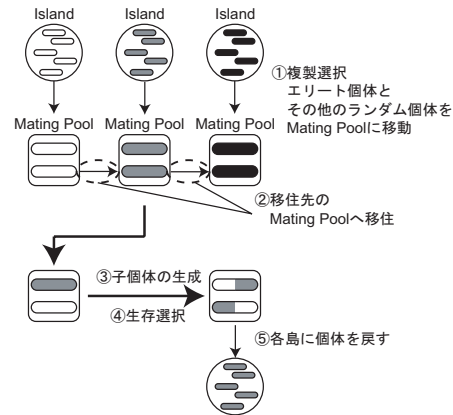 Island Island Island
①複製選択
エリート個体と
その他のランダム個体を
Mating Poolに移動
Mating Pool Mating Pool Mating Pool
②移住先の
Mating Poolへ移住
③子個体の生成
④生存選択
⑤各島に個体を戻す